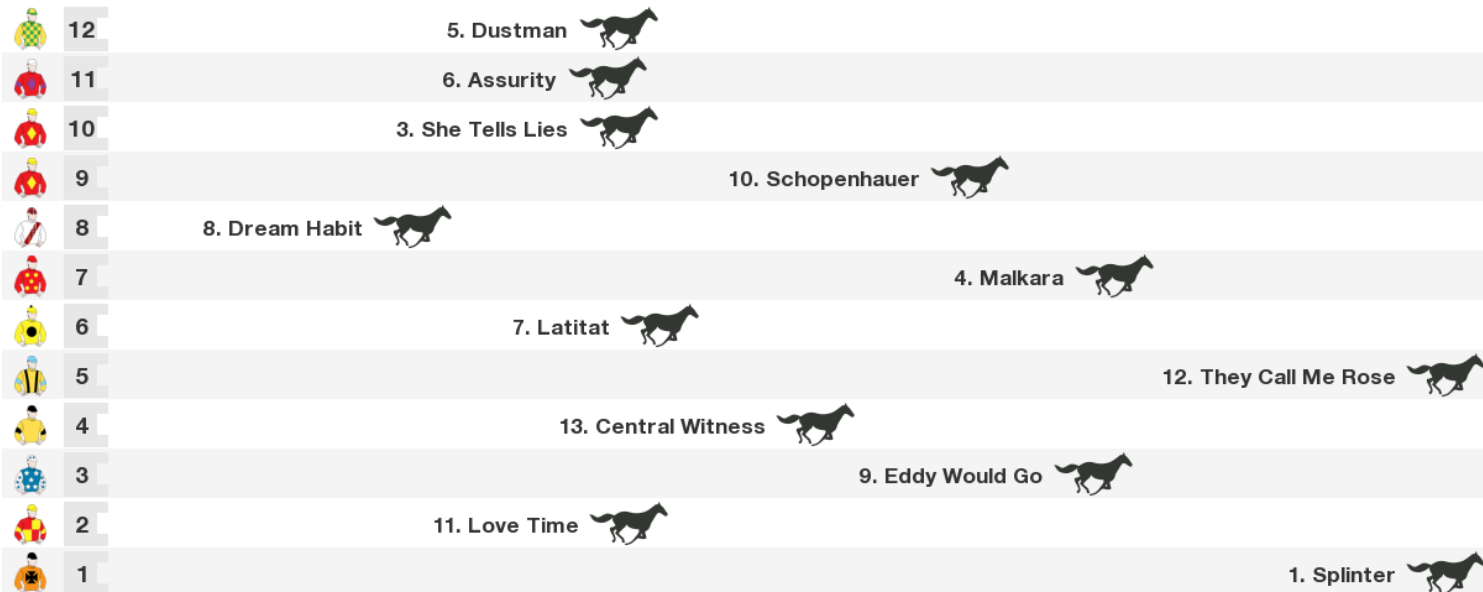 12 5. Dustman
11 6. Assurity
10 3. She Tells Lies
9 10. Schopenhauer
8 8. Dream Habit
7 4. Malkara
6 7. Latitat
5 12. They Call Me Rose
4 13. Central Witness
3 9. Eddy Would Go
2 11. Love Time
1 1. Splinter